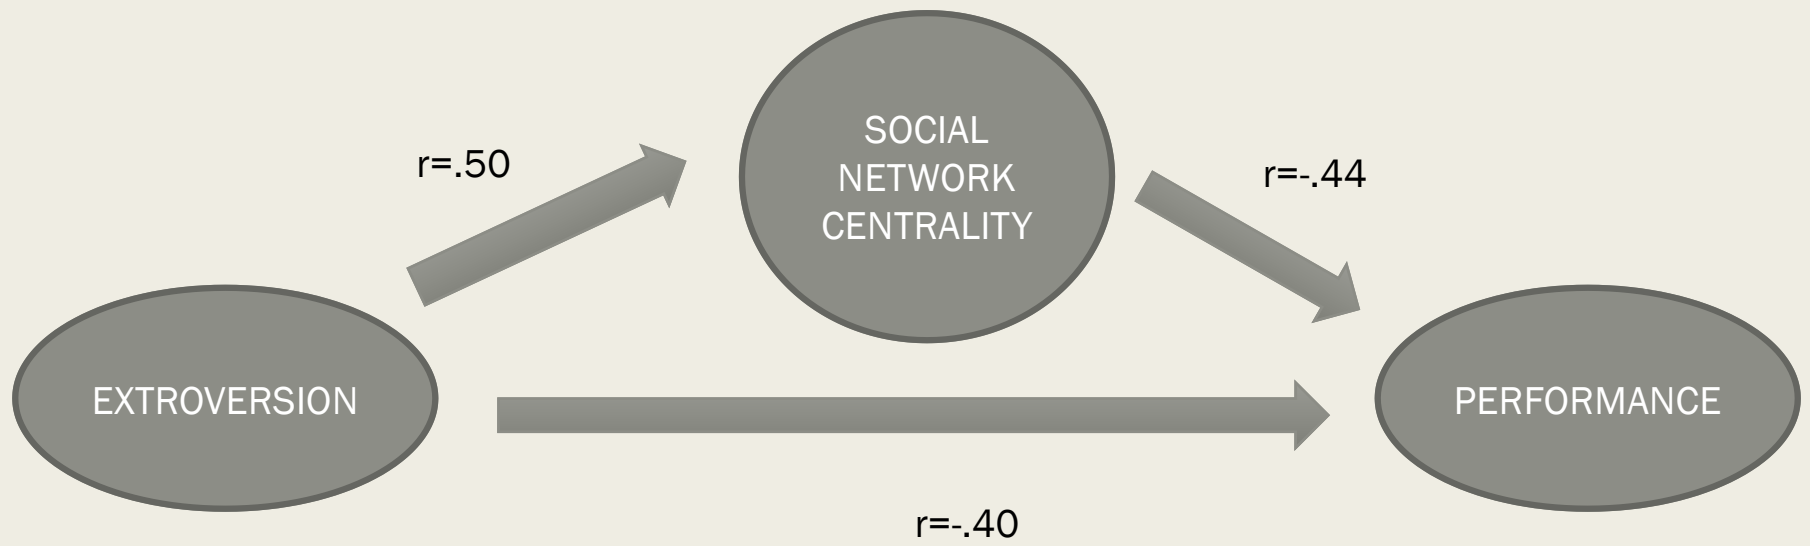 SOCIAL
NETWORK
CENTRALITY
r=.50
r=-.44
EXTROVERSION
PERFORMANCE
r=-.40